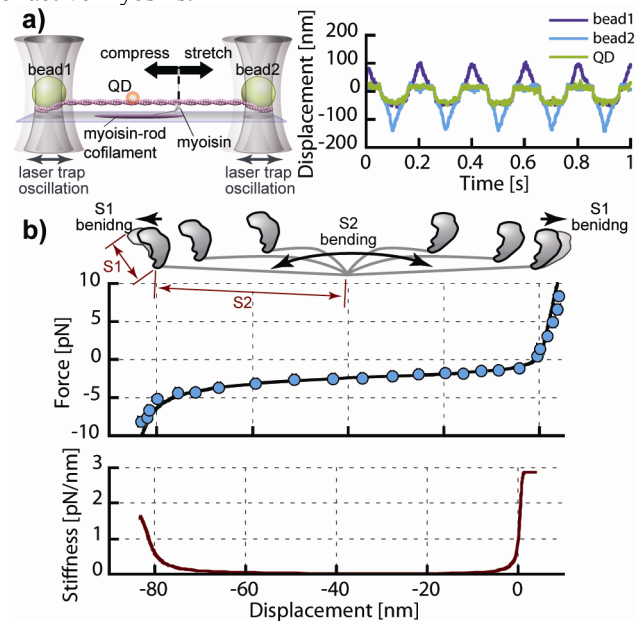 a)
compress
stretch
bead1
QD
bead2
myoisin-rod
cofilament
myoisin
laser trap
oscillation
laser trap
oscillation
Displacement [nm]
200
100
0
-100
-200
bead1
bead2
QD
0 0.2 0.4 0.6 0.8 1
Time [s]
b)
S1
benidng
S2
bending
S1
benidng
S1
S2
Force [pN]
10
5
0
-5
-10
Stiffness [pN/nm]
3
2
1
0
-80 -60 -40 -20 0
Displacement [nm]